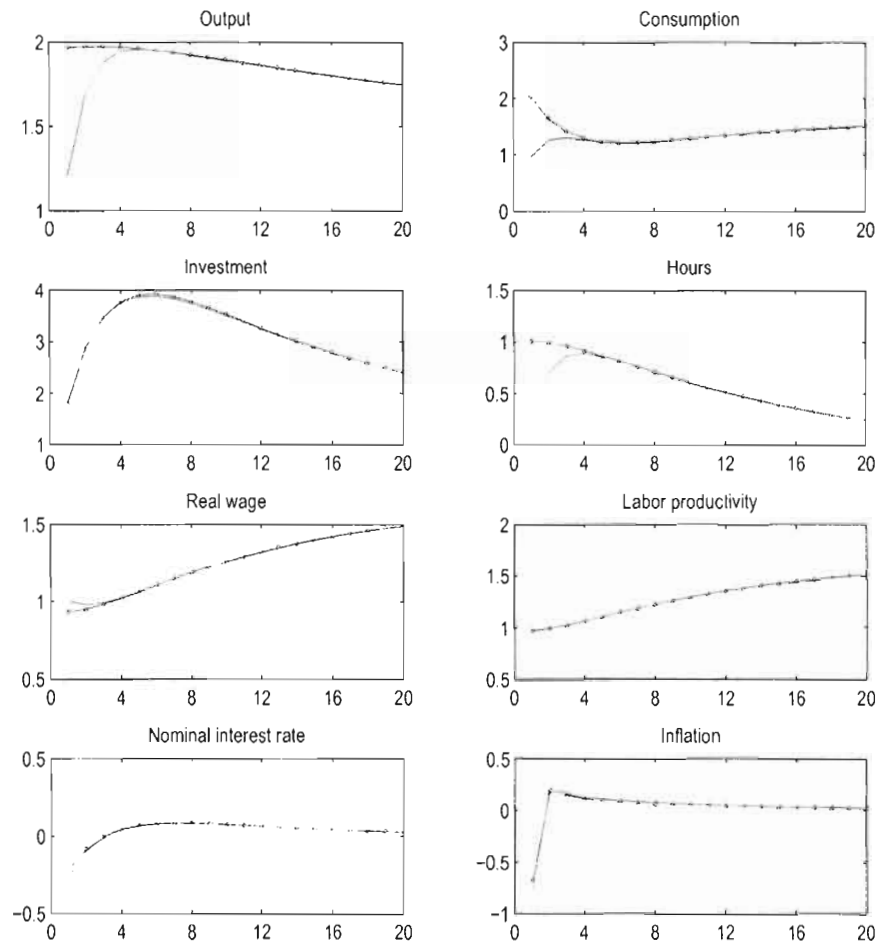 Output
2
1.5
1
0 4 8 12 16 20
Consumption
3
2
1
0
0 4 8 12 16 20
Investment
4
3
2
1
0 4 8 12 16 20
Hours
1.5
1
0.5
0
0 4 8 12 16 20
Real wage
1.5
1
0.5
0 4 8 12 16 20
Labor productivity
2
1.5
1
0.5
0 4 8 12 16 20
Nominal interest rate
0.5
0
−0.5
0 4 8 12 16 20
Inflation
0.5
0
−0.5
−1
0 4 8 12 16 20